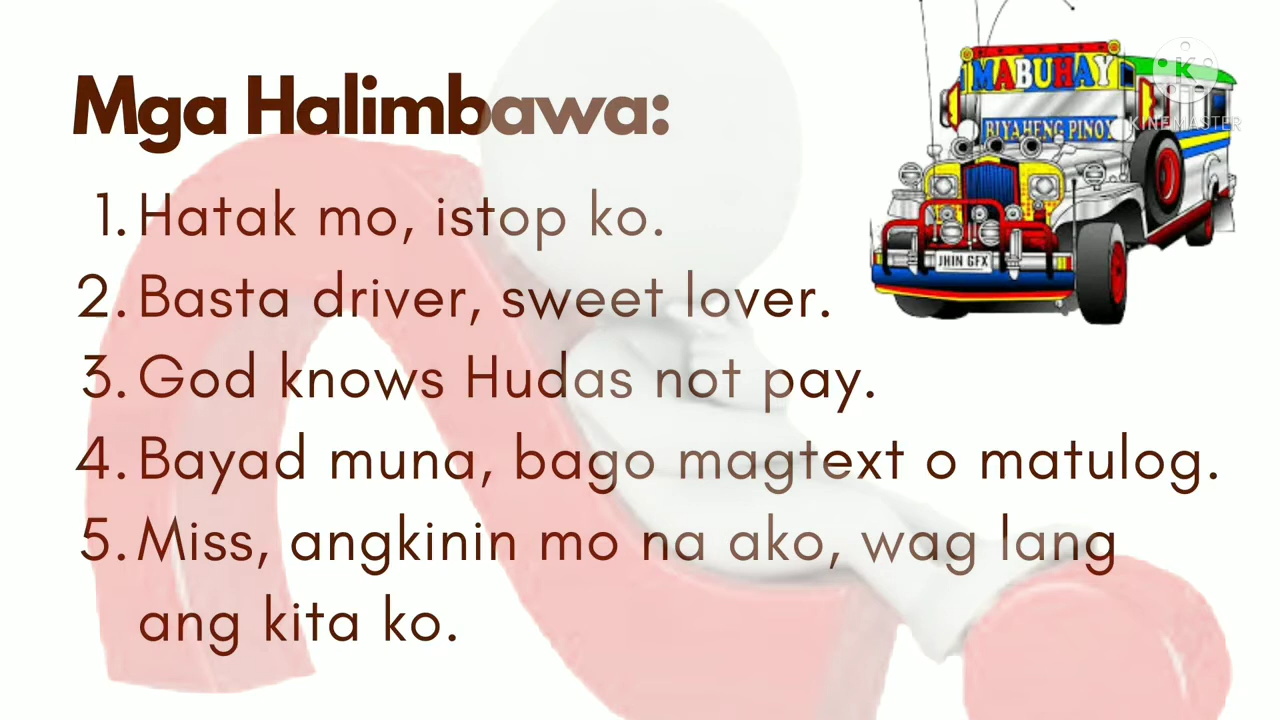 Mga Halimbawa:
1. Hatak mo, istop ko.
2. Basta driver, sweet lover.
3. God knows Hudas not pay.
4. Bayad muna, bago magtext o matulog.
5. Miss, angkinin mo na ako, wag lang
ang kita ko.
MABUHAY
BIYAHENG PINOY
JHIN GFX
K
KINEMASTER